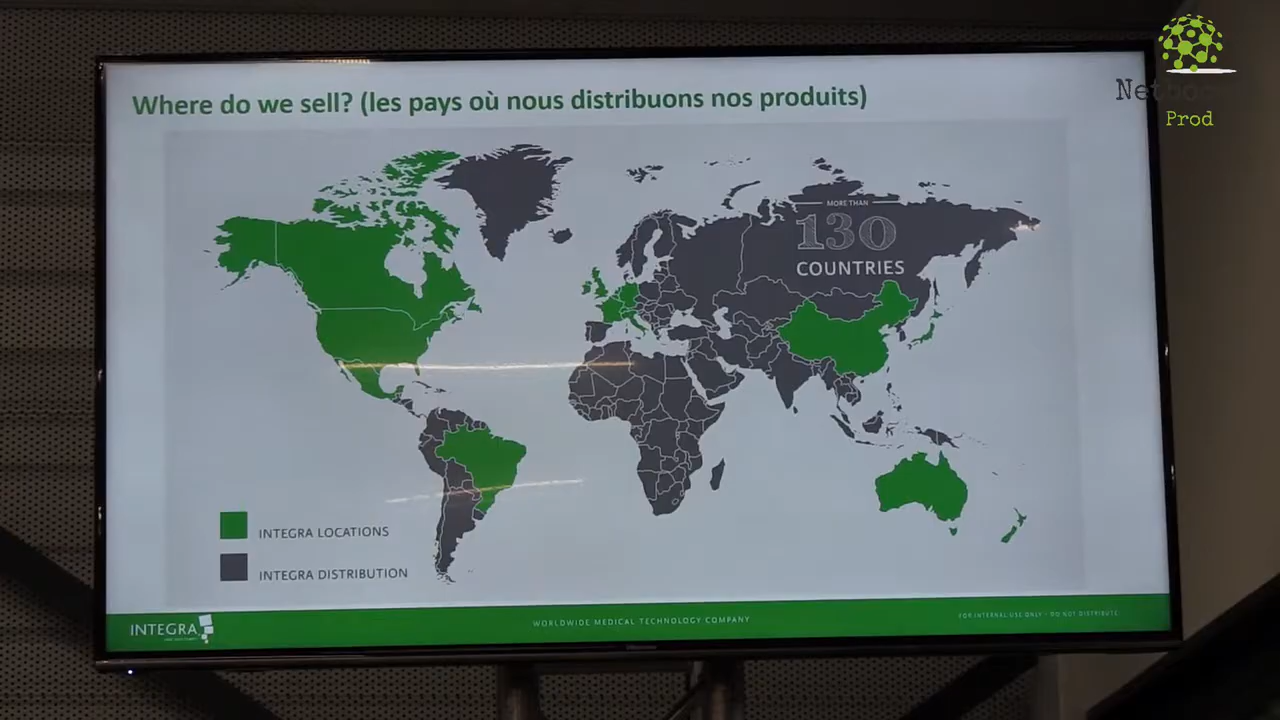 Where do we sell? (les pays où nous distribuons nos produits)
Prod
MORE THAN
130
COUNTRIES
INTEGRA LOCATIONS
INTEGRA DISTRIBUTION
INTEGRA
WORLDWIDE MEDICAL TECHNOLOGY COMPANY
FOR INTERNAL USE ONLY - DO NOT DISTRIBUTE